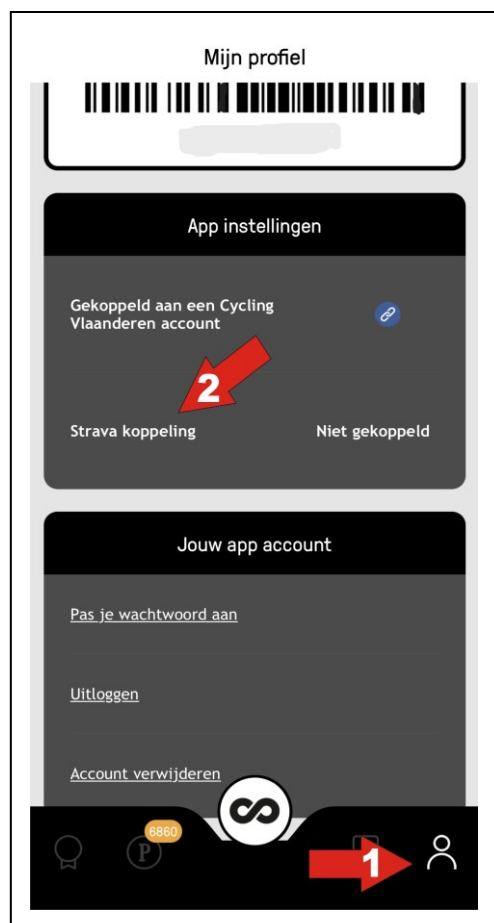 Mijn profiel
App instellingen
Gekoppeld aan een Cycling
Vlaanderen account
2
Strava koppeling Niet gekoppeld
Jouw app account
Pas je wachtwoord aan
Uitloggen
Account verwijderen
6860
P
1